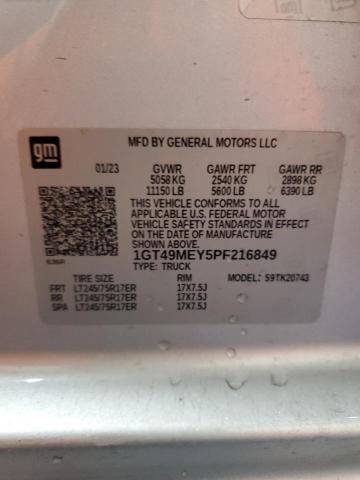 gm
MFD BY GENERAL MOTORS LLC
01/23 GVWR GAWR FRT GAWR RR
5058 KG 2540 KG 2898 KG
11150 LB 5600 LB 6390 LB
THIS VEHICLE CONFORMS TO ALL
APPLICABLE U.S. FEDERAL MOTOR
VEHICLE SAFETY STANDARDS IN EFFECT
ON THE DATE OF MANUFACTURE
SHOWN ABOVE.
1GT49MEY5PF216849
TYPE: TRUCK
TIRE SIZE RIM MODEL: 59TK20743
FRT LT245/75R17ER 17X7.5J
RR LT245/75R17ER 17X7.5J
SPA LT245/75R17ER 17X7.5J